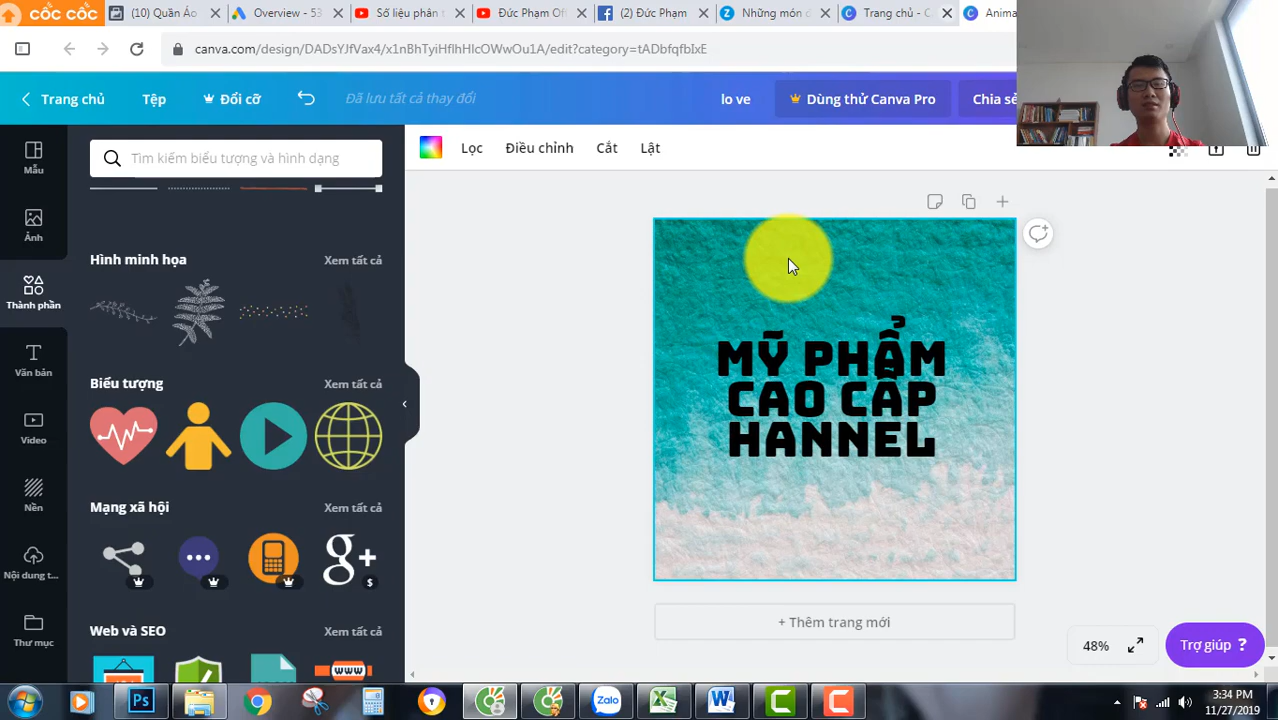 cốc cốc
(10) Quần Áo
Overview - 53
Số liệu phân
Đức Phạm Of
(2) Đức Phạm
Những món
Trang chủ - C
Anima
canva.com/design/DADsYJfVax4/x1nBhTyiHflhHlcOWwOu1A/edit?category=tADbfqfbIxE
Trang chủ
Tệp
Đổi cỡ
Đã lưu tất cả thay đổi
lo ve
Dùng thử Canva Pro
Chia sẻ
Lọc
Điều chỉnh
Cắt
Lật
Mẫu
Ảnh
Thành phần
Văn bản
Video
Nền
Nội dung t...
Thư mục
Tìm kiếm biểu tượng và hình dạng
Hình minh họa
Xem tất cả
Biểu tượng
Xem tất cả
Mạng xã hội
Xem tất cả
g+
$
Web và SEO
Xem tất cả
www
MỸ PHẨM
CAO CẤP
HANNEL
+ Thêm trang mới
48%
Trợ giúp ?
Ps
Zalo
3:34 PM
11/27/2019